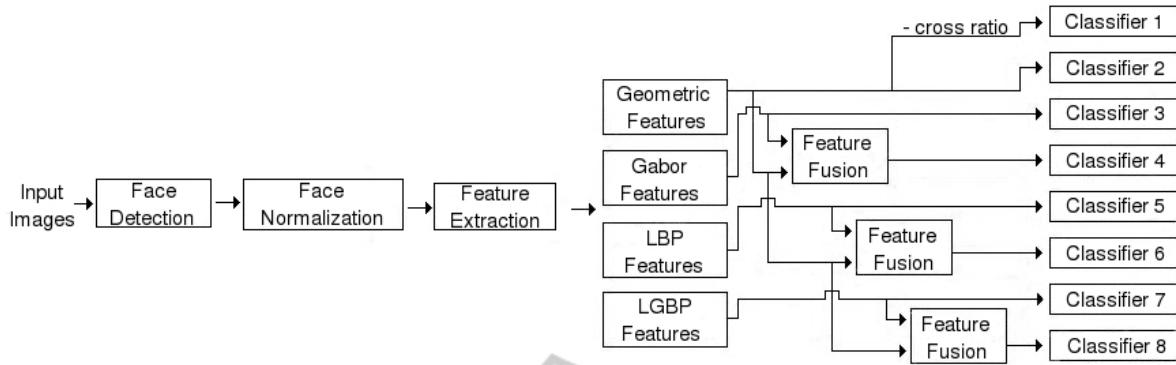 Input
Images
Face
Detection
Face
Normalization
Feature
Extraction
Geometric
Features
Gabor
Features
LBP
Features
LGBP
Features
- cross ratio
Feature
Fusion
Feature
Fusion
Feature
Fusion
Classifier 1
Classifier 2
Classifier 3
Classifier 4
Classifier 5
Classifier 6
Classifier 7
Classifier 8